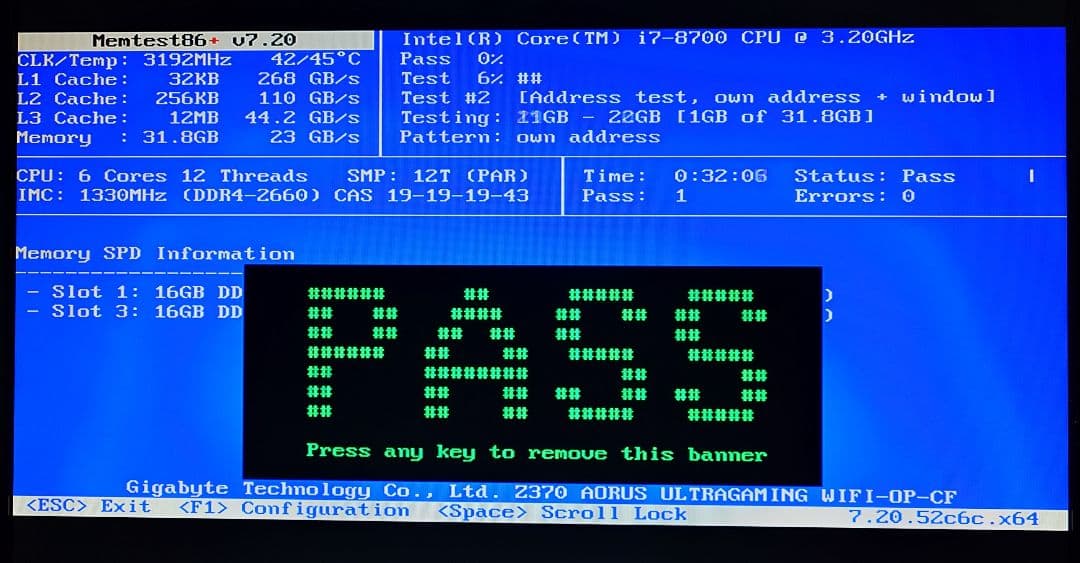 Memtest86+ v7.20
Intel(R) Core(TM) i7-8700 CPU @ 3.20GHz
CLK/Temp: 3192MHz 42/45°C
Pass 0%
L1 Cache: 32KB 268 GB/s
Test 6% ##
L2 Cache: 256KB 110 GB/s
Test #2 [Address test, own address + window]
L3 Cache: 12MB 44.2 GB/s
Testing: GB - GB [1GB of 31.8GB]
Memory : 31.8GB 23 GB/s
Pattern: own address
CPU: 6 Cores 12 Threads SMP: 12T (PAR)
Time: 0:32:06 Status: Pass |
IMC: 1330MHz (DDR4-2660) CAS 19-19-19-43
Pass: 1 Errors: 0
Memory SPD Information
- Slot 1: 16GB DD )
- Slot 3: 16GB DD )
PASS
Press any key to remove this banner
Gigabyte Technology Co., Ltd. Z370 AORUS ULTRAGAMING WIFI-OP-CF
<ESC> Exit <F1> Configuration <Space> Scroll Lock 7.20.52c6c.x64